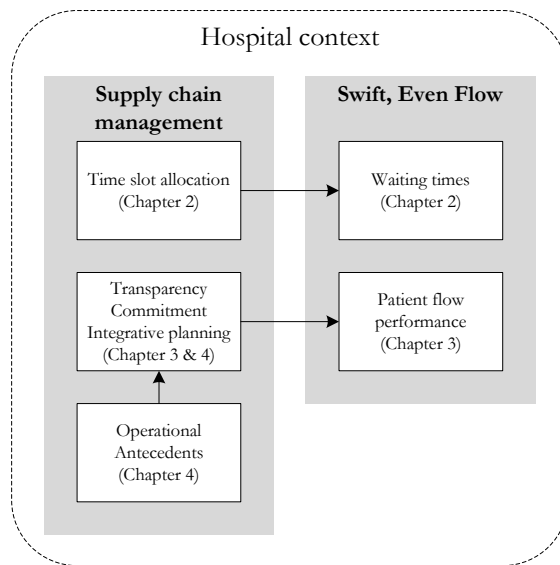 Hospital context
Supply chain
management
Time slot allocation
(Chapter 2)
Transparency
Commitment
Integrative planning
(Chapter 3 & 4)
Operational
Antecedents
(Chapter 4)
Swift, Even Flow
Waiting times
(Chapter 2)
Patient flow
performance
(Chapter 3)